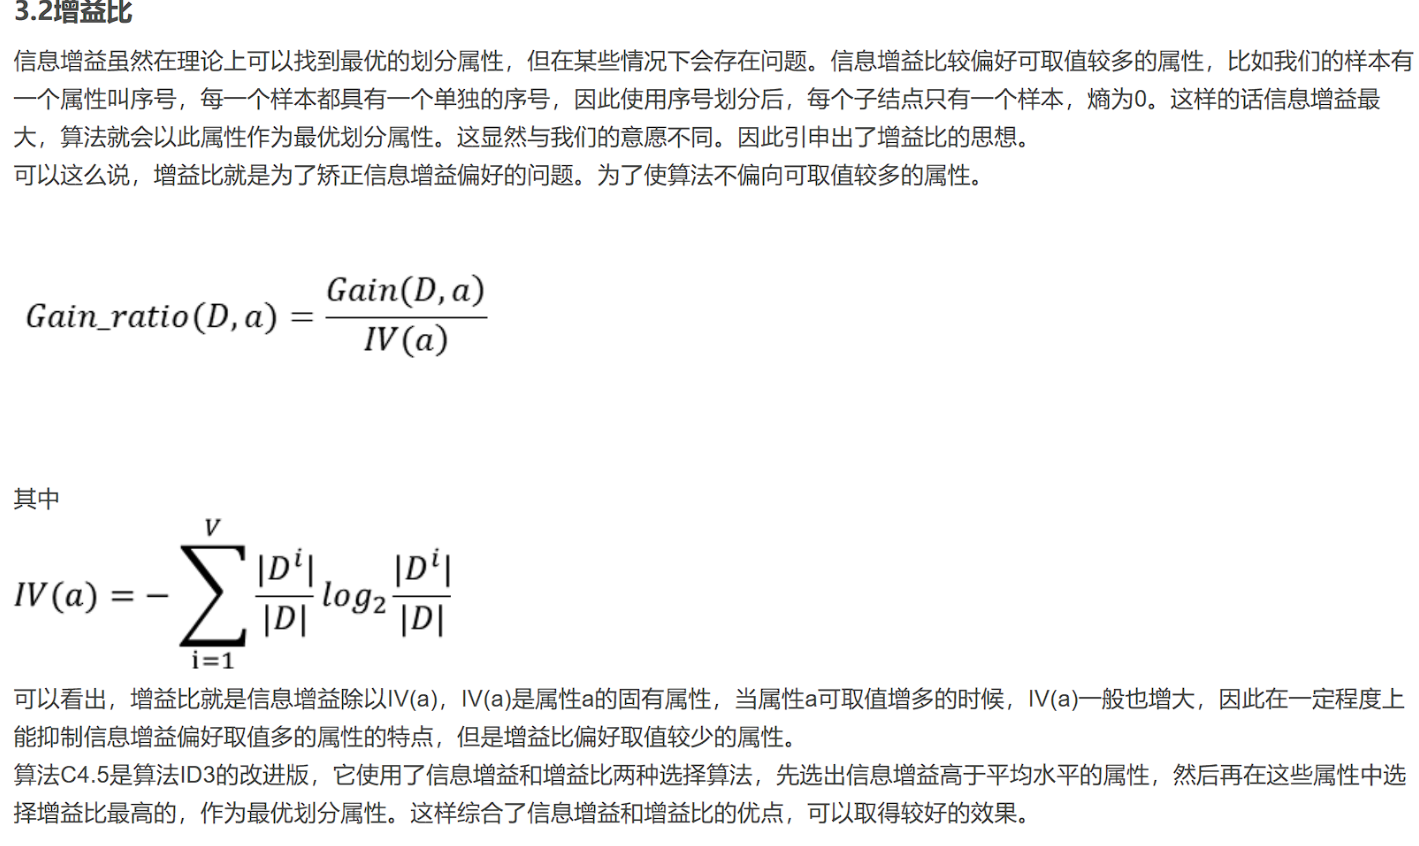 3.2增益比
信息增益虽然在理论上可以找到最优的划分属性，但在某些情况下会存在问题。信息增益比较偏好可取值较多的属性，比如我们的样本有
一个属性叫序号，每一个样本都具有一个单独的序号，因此使用序号划分后，每个子结点只有一个样本，熵为0。这样的话信息增益最
大，算法就会以此属性作为最优划分属性。这显然与我们的意愿不同。因此引申出了增益比的思想。
可以这么说，增益比就是为了矫正信息增益偏好的问题。为了使算法不偏向可取值较多的属性。
Gain_ratio(D,a) = Gain(D,a) / IV(a)
其中
IV(a) = − ∑_{i=1}^{V} |D^i|/|D| log₂ |D^i|/|D|
可以看出，增益比就是信息增益除以IV(a)，IV(a)是属性a的固有属性，当属性a可取值增多的时候，IV(a)一般也增大，因此在一定程度上
能抑制信息增益偏好取值多的属性的特点，但是增益比偏好取值较少的属性。
算法C4.5是算法ID3的改进版，它使用了信息增益和增益比两种选择算法，先选出信息增益高于平均水平的属性，然后再在这些属性中选
择增益比最高的，作为最优划分属性。这样综合了信息增益和增益比的优点，可以取得较好的效果。